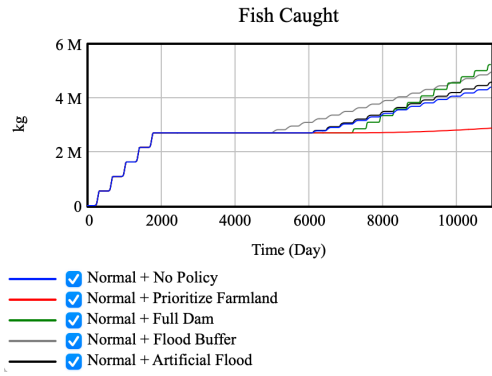 Fish Caught
6 M
4 M
2 M
0
kg
0 2000 4000 6000 8000 10000
Time (Day)
Normal + No Policy
Normal + Prioritize Farmland
Normal + Full Dam
Normal + Flood Buffer
Normal + Artificial Flood